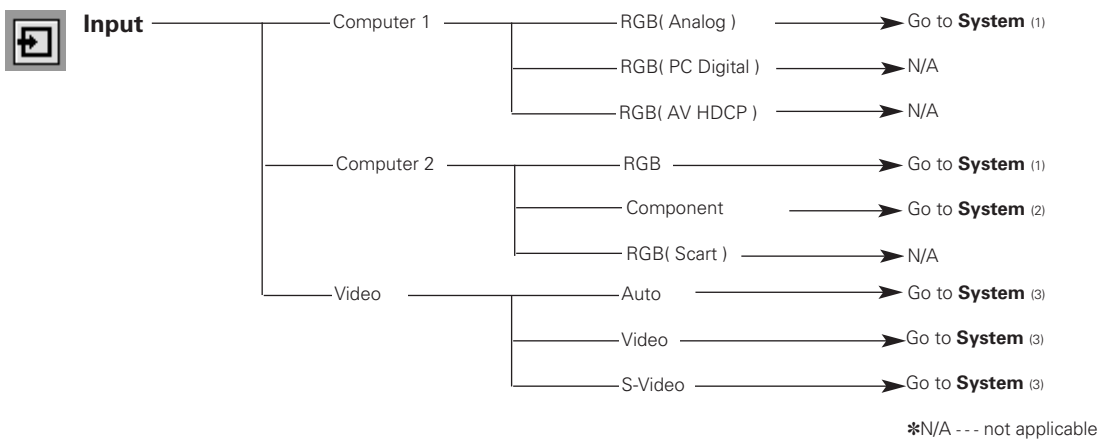 Input Computer 1 RGB( Analog ) Go to System (1)
RGB( PC Digital ) N/A
RGB( AV HDCP ) N/A
Computer 2 RGB Go to System (1)
Component Go to System (2)
RGB( Scart ) N/A
Video Auto Go to System (3)
Video Go to System (3)
S-Video Go to System (3)
✽N/A - - - not applicable